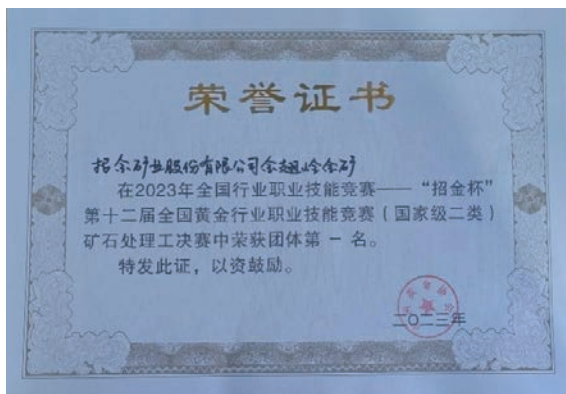 荣誉证书
招金矿业股份有限公司金翅岭金矿
在2023年全国行业职业技能竞赛——“招金杯”
第十二届全国黄金行业职业技能竞赛（国家级二类）
矿石处理工决赛中荣获团体第一名。
特发此证，以资鼓励。
二〇二三年